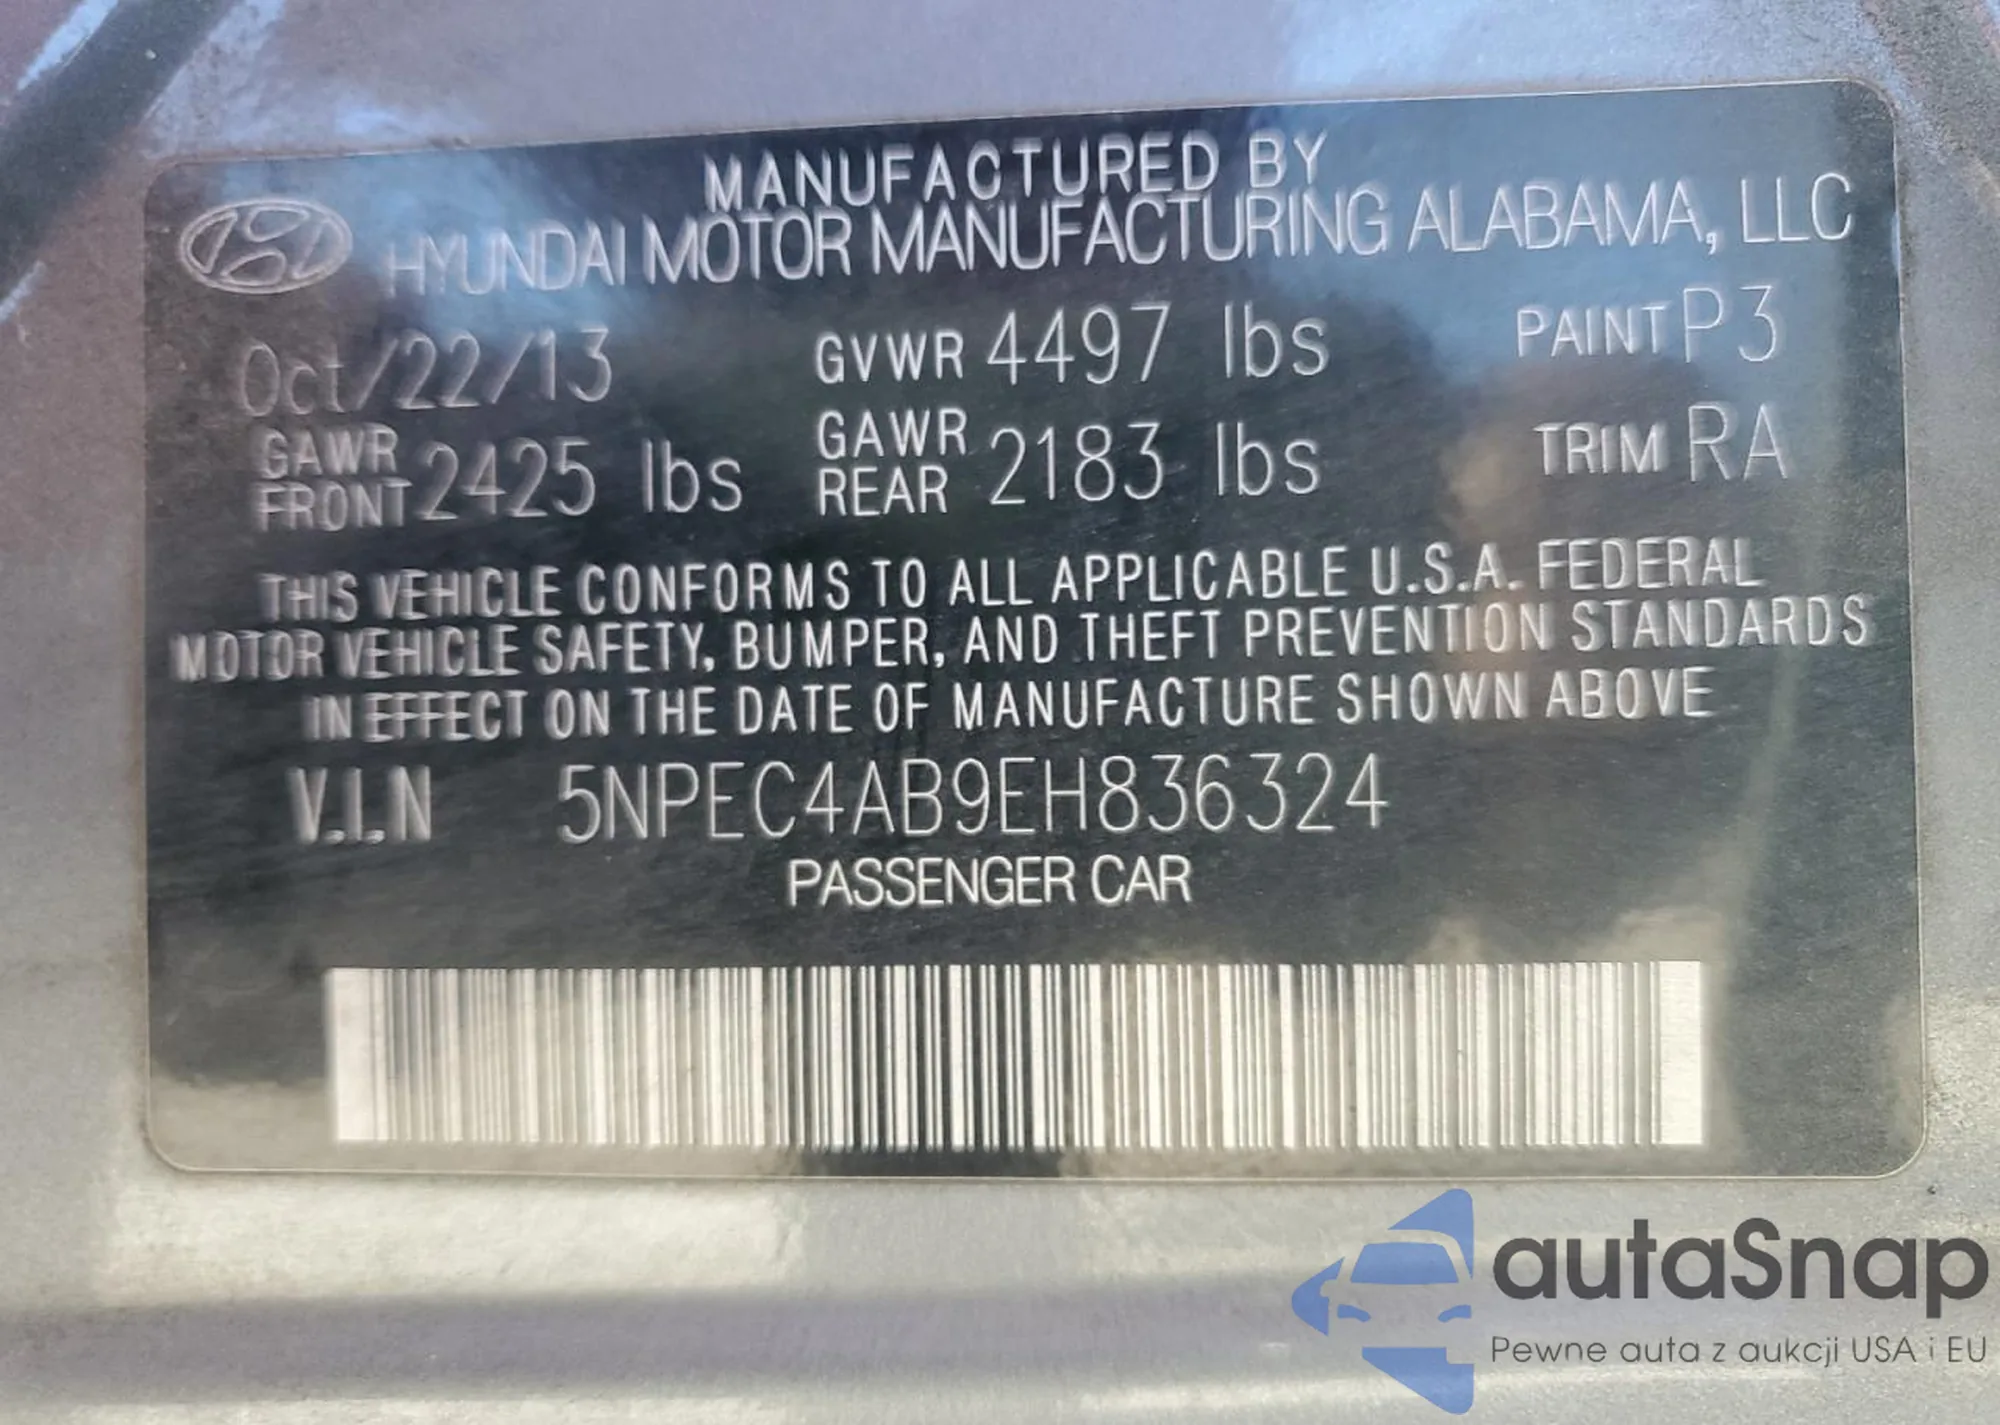 MANUFACTURED BY
HYUNDAI MOTOR MANUFACTURING ALABAMA, LLC
Oct/22/13 GVWR 4497 lbs PAINT P3
GAWR FRONT 2425 lbs GAWR REAR 2183 lbs TRIM RA
THIS VEHICLE CONFORMS TO ALL APPLICABLE U.S.A. FEDERAL
MOTOR VEHICLE SAFETY, BUMPER, AND THEFT PREVENTION STANDARDS
IN EFFECT ON THE DATE OF MANUFACTURE SHOWN ABOVE
V.I.N 5NPEC4AB9EH836324
PASSENGER CAR
autaSnap
Pewne auta z aukcji USA i EU